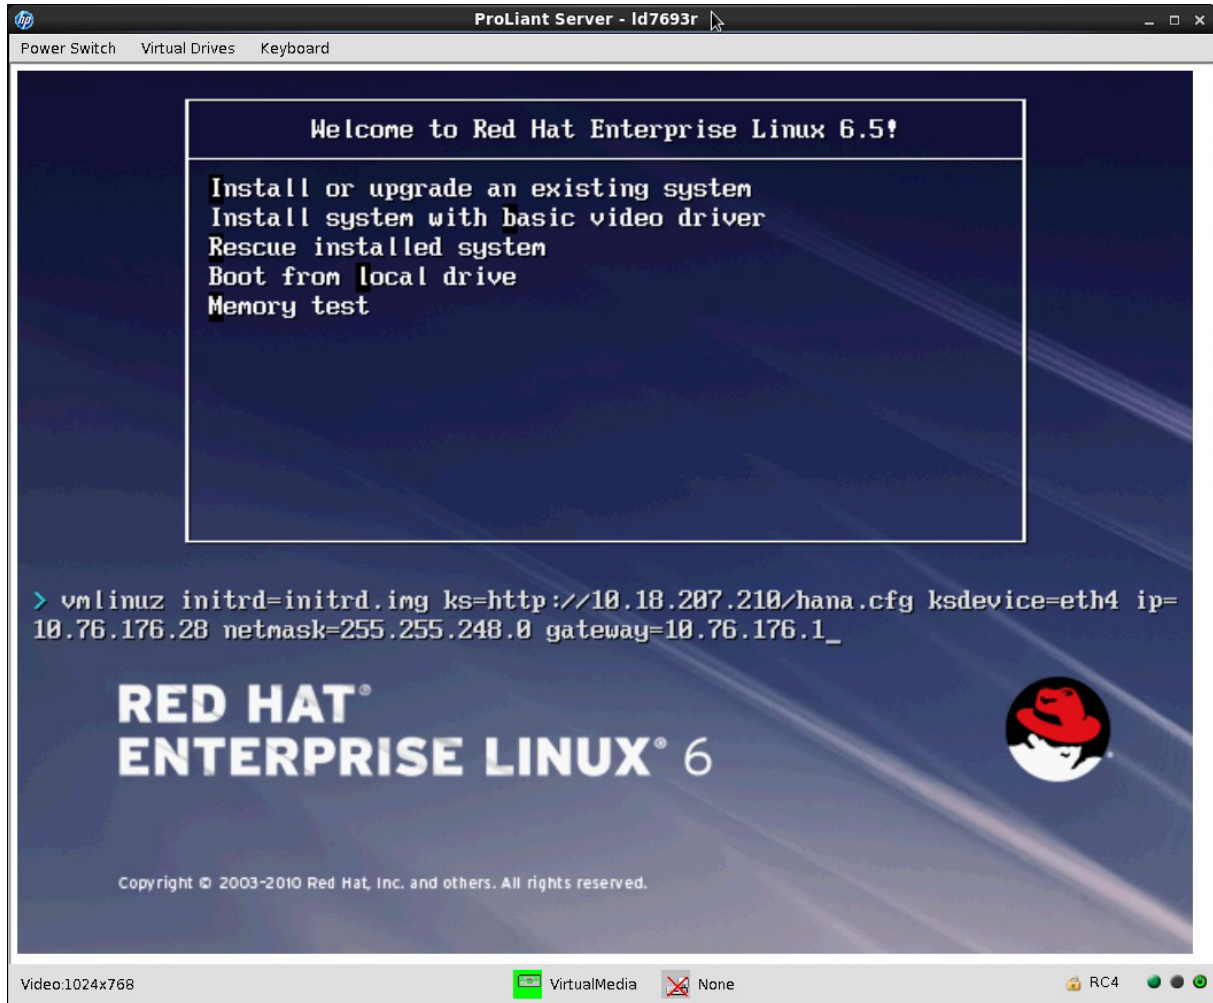 hp
ProLiant Server - ld7693r
Power Switch Virtual Drives Keyboard
Welcome to Red Hat Enterprise Linux 6.5!
Install or upgrade an existing system
Install system with basic video driver
Rescue installed system
Boot from local drive
Memory test
> vmlinuz initrd=initrd.img ks=http://10.18.207.210/hana.cfg ksdevice=eth4 ip=
10.76.176.28 netmask=255.255.248.0 gateway=10.76.176.1_
RED HAT®
ENTERPRISE LINUX® 6
Copyright © 2003-2010 Red Hat, Inc. and others. All rights reserved.
Video:1024x768 VirtualMedia None RC4